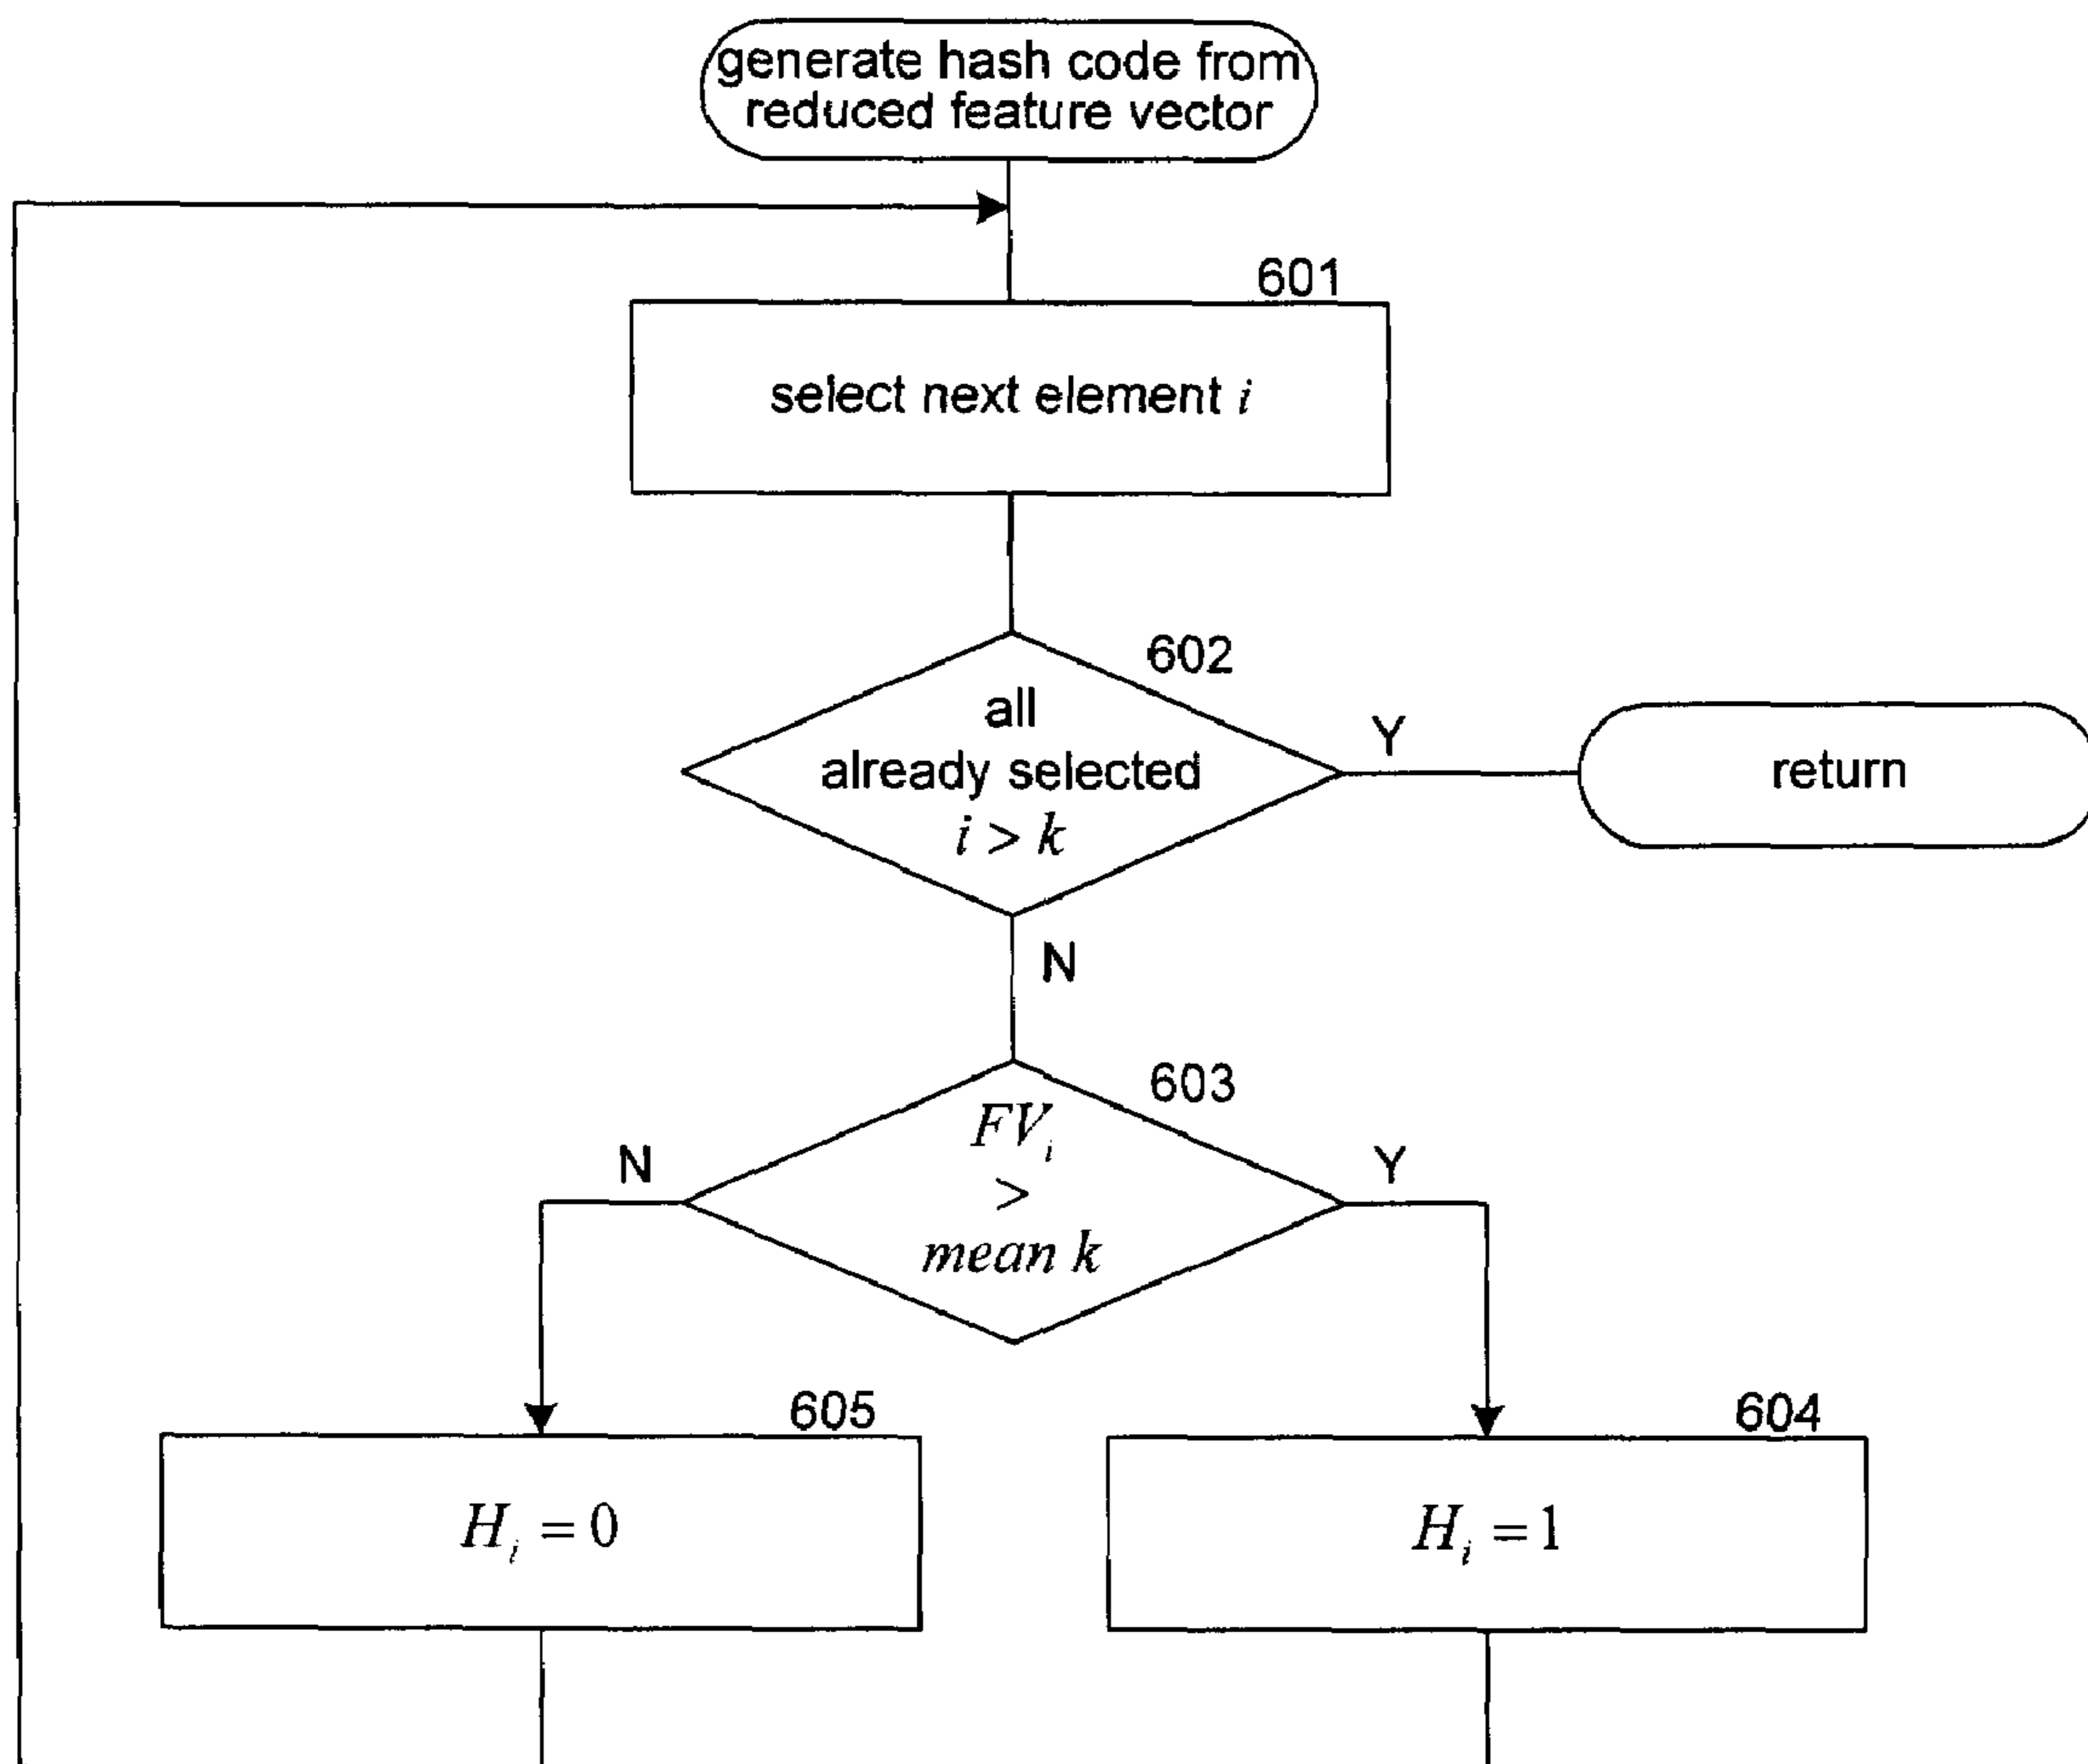 generate hash code from
reduced feature vector
601
select next element i
602
all
already selected
i > k
Y
return
N
603
FV_i
>
mean k
N
Y
605
H_i = 0
604
H_i = 1